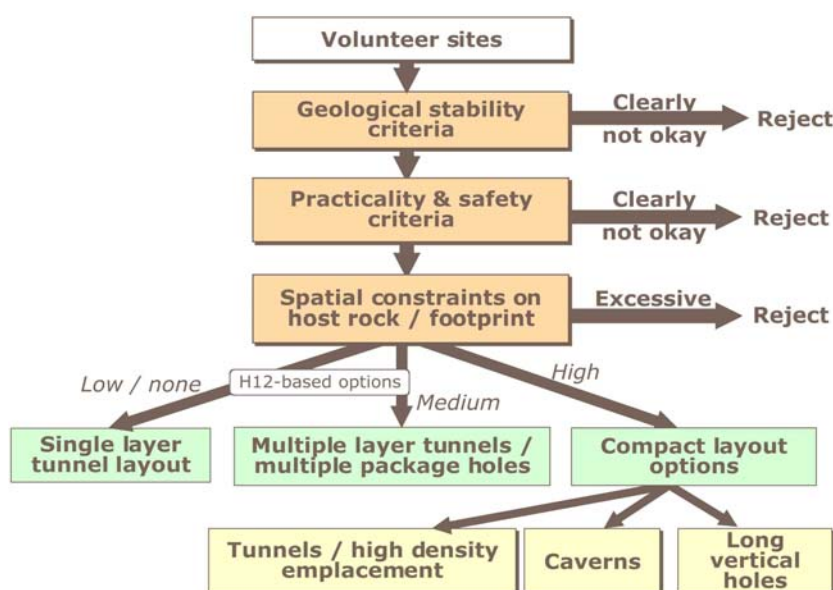 Volunteer sites
Geological stability
criteria
Clearly
not okay
Reject
Practicality & safety
criteria
Clearly
not okay
Reject
Spatial constraints on
host rock / footprint
Excessive
Reject
Low / none
H12-based options
Medium
High
Single layer
tunnel layout
Multiple layer tunnels /
multiple package holes
Compact layout
options
Tunnels / high density
emplacement
Caverns
Long
vertical
holes